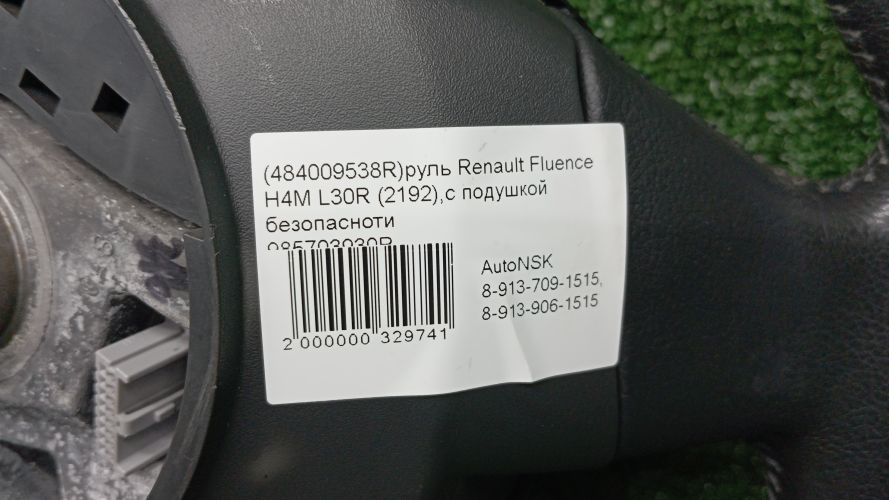 (484009538R)руль Renault Fluence
H4M L30R (2192),с подушкой
безопасноти
985703030R
AutoNSK
8-913-709-1515,
8-913-906-1515
2 000000 329741